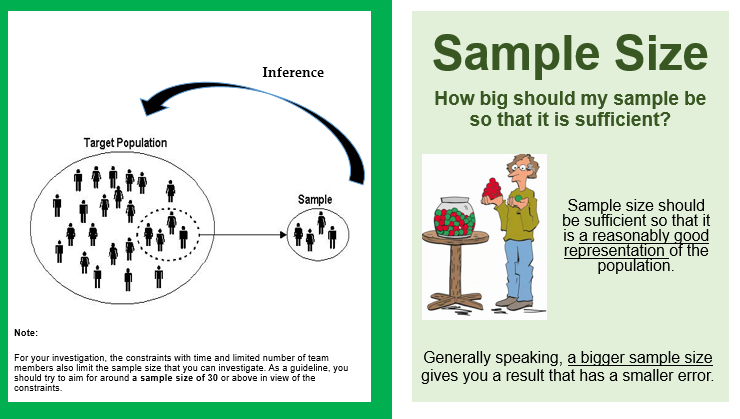 Inference
Target Population
Sample
Note:
For your investigation, the constraints with time and limited number of team
members also limit the sample size that you can investigate. As a guideline, you
should try to aim for around a sample size of 30 or above in view of the
constraints.
Sample Size
How big should my sample be
so that it is sufficient?
Sample size should
be sufficient so that it
is a reasonably good
representation of the
population.
Generally speaking, a bigger sample size
gives you a result that has a smaller error.